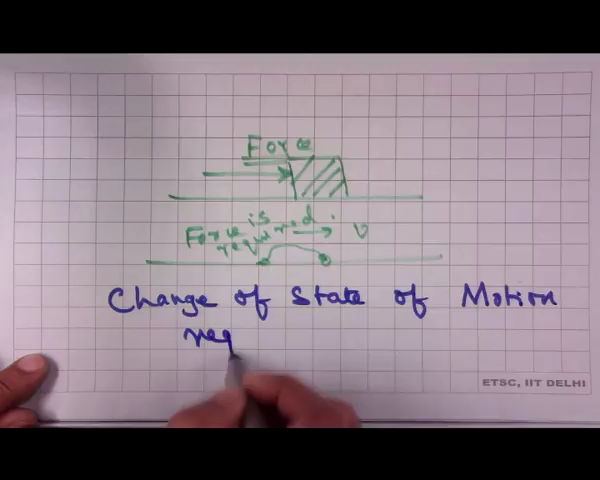 Force
Force is
required. v
Change of State of Motion
req
ETSC, IIT DELHI